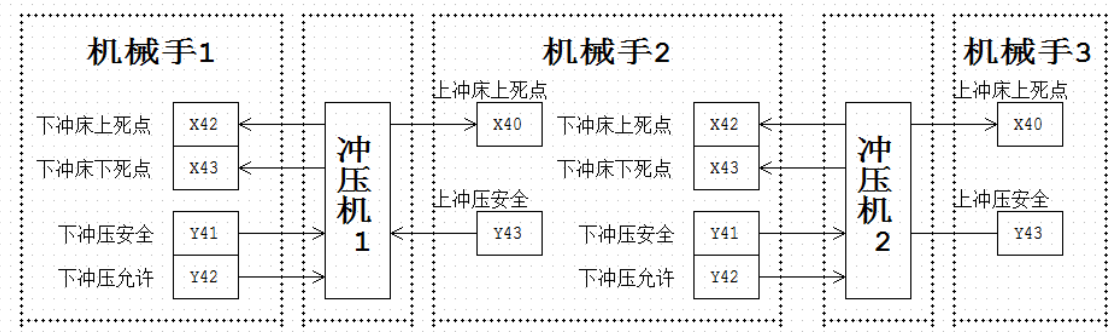 机械手1
机械手2
机械手3
上冲床上死点
上冲床上死点
下冲床上死点
X42
X40
下冲床上死点
X42
X40
下冲床下死点
X43
下冲床下死点
X43
冲压机1
冲压机2
上冲压安全
上冲压安全
下冲压安全
Y41
Y43
下冲压安全
Y41
Y43
下冲压允许
Y42
下冲压允许
Y42